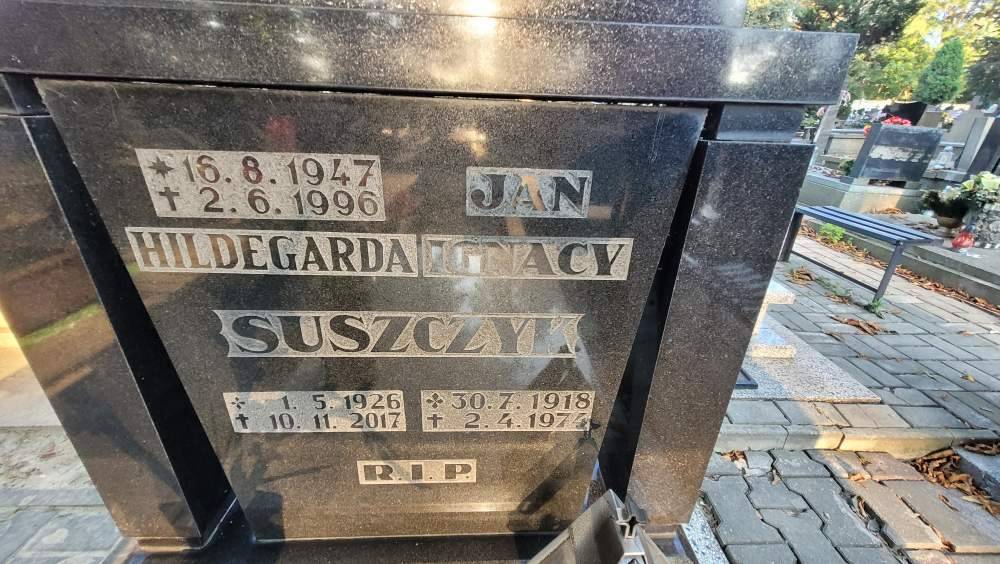 * 16. 8. 1947
† 2. 6. 1996
JAN
HILDEGARDA IGNACY
SUSZCZYK
* 1. 5. 1926
† 10. 11. 2017
* 30. 7. 1918
† 2. 4. 1974
R.I.P.